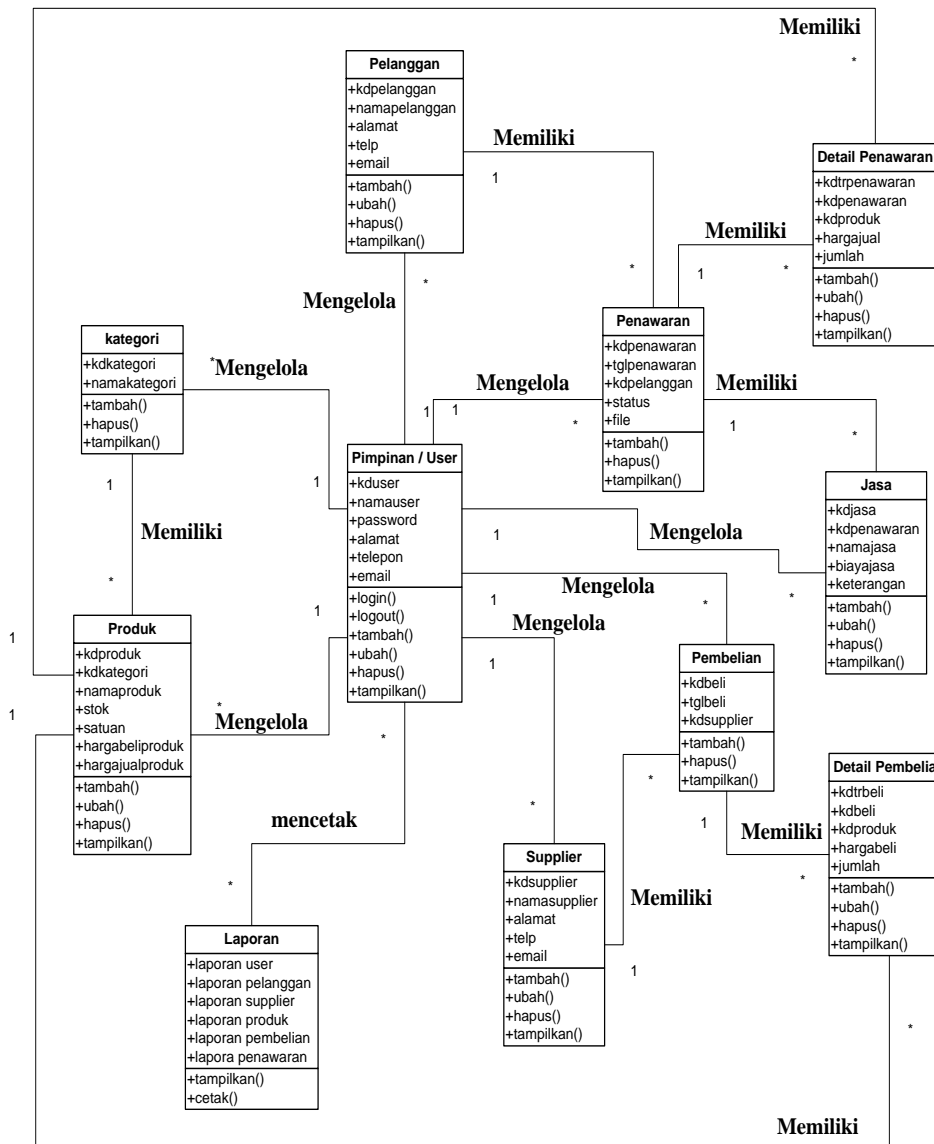 Memiliki
*
Pelanggan
+kdpelanggan
+namapelanggan
+alamat
+telp
+email
+tambah()
+ubah()
+hapus()
+tampilkan()
Memiliki
1
*
Detail Penawaran
+kdtrpenawaran
+kdpenawaran
+kdproduk
+hargajual
+jumlah
+tambah()
+ubah()
+hapus()
+tampilkan()
Memiliki
1
*
*
Mengelola
1
Penawaran
+kdpenawaran
+tglpenawaran
+kdpelanggan
+status
+file
+tambah()
+hapus()
+tampilkan()
kategori
+kdkategori
+namakategori
+tambah()
+hapus()
+tampilkan()
*
Mengelola
1
Mengelola
1
*
Memiliki
1
*
Pimpinan / User
+kduser
+namauser
+password
+alamat
+telepon
+email
+login()
+logout()
+tambah()
+ubah()
+hapus()
+tampilkan()
Jasa
+kdjasa
+kdpenawaran
+namajasa
+biayajasa
+keterangan
+tambah()
+ubah()
+hapus()
+tampilkan()
1
Memiliki
*
1
Mengelola
*
Mengelola
1
*
Mengelola
1
*
1
1
Produk
+kdproduk
+kdkategori
+namaproduk
+stok
+satuan
+hargabeliproduk
+hargajualproduk
+tambah()
+ubah()
+hapus()
+tampilkan()
1
*
Mengelola
Pembelian
+kdbeli
+tglbeli
+kdsupplier
+tambah()
+hapus()
+tampilkan()
*
mencetak
*
*
1
Memiliki
*
Detail Pembelia
+kdtrbeli
+kdbeli
+kdproduk
+hargabeli
+jumlah
+tambah()
+ubah()
+hapus()
+tampilkan()
Supplier
+kdsupplier
+namasupplier
+alamat
+telp
+email
+tambah()
+ubah()
+hapus()
+tampilkan()
Memiliki
1
Laporan
+laporan user
+laporan pelanggan
+laporan supplier
+laporan produk
+laporan pembelian
+lapora penawaran
+tampilkan()
+cetak()
*
Memiliki